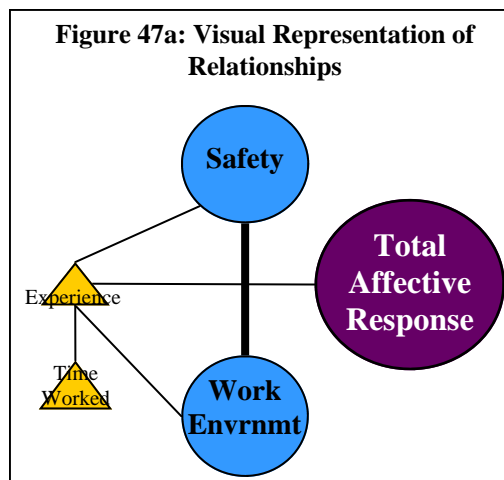 Figure 47a: Visual Representation of
Relationships
Safety
Total
Affective
Response
Experience
Time
Worked
Work
Envrnmt